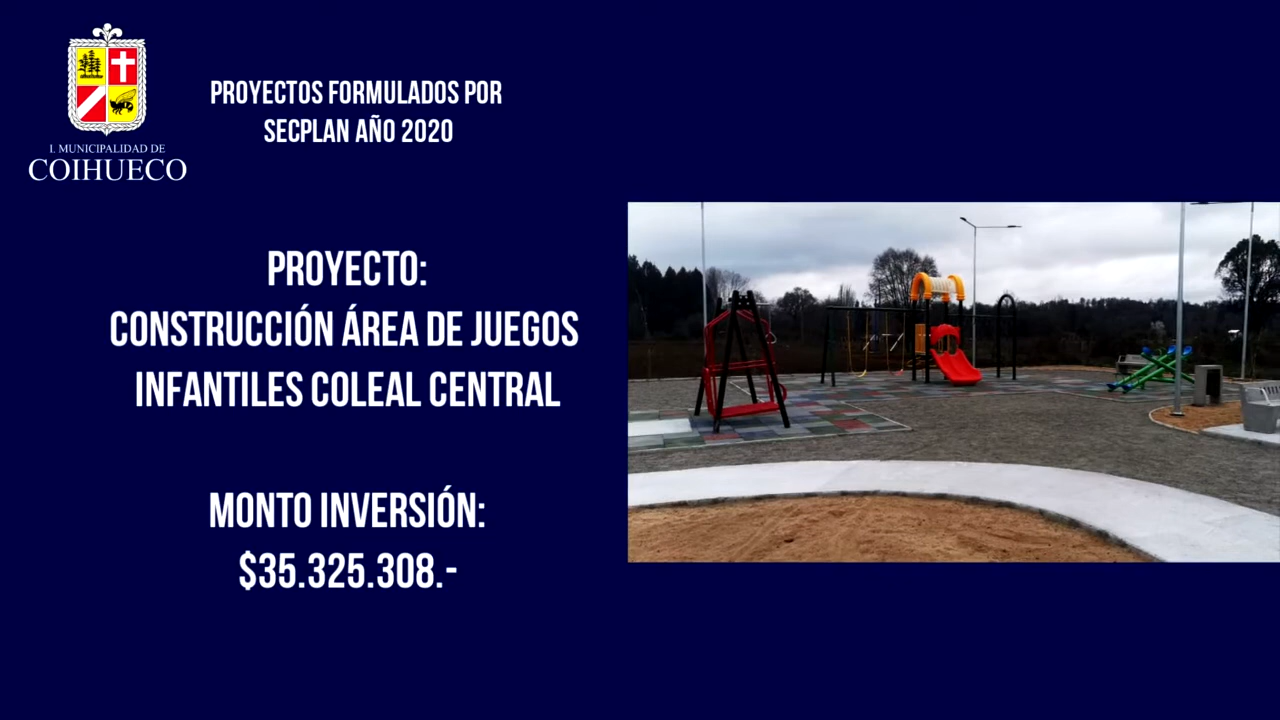 I. MUNICIPALIDAD DE
COIHUECO
PROYECTOS FORMULADOS POR
SECPLAN AÑO 2020
PROYECTO:
CONSTRUCCIÓN ÁREA DE JUEGOS
INFANTILES COLEAL CENTRAL
MONTO INVERSIÓN:
$35.325.308.-